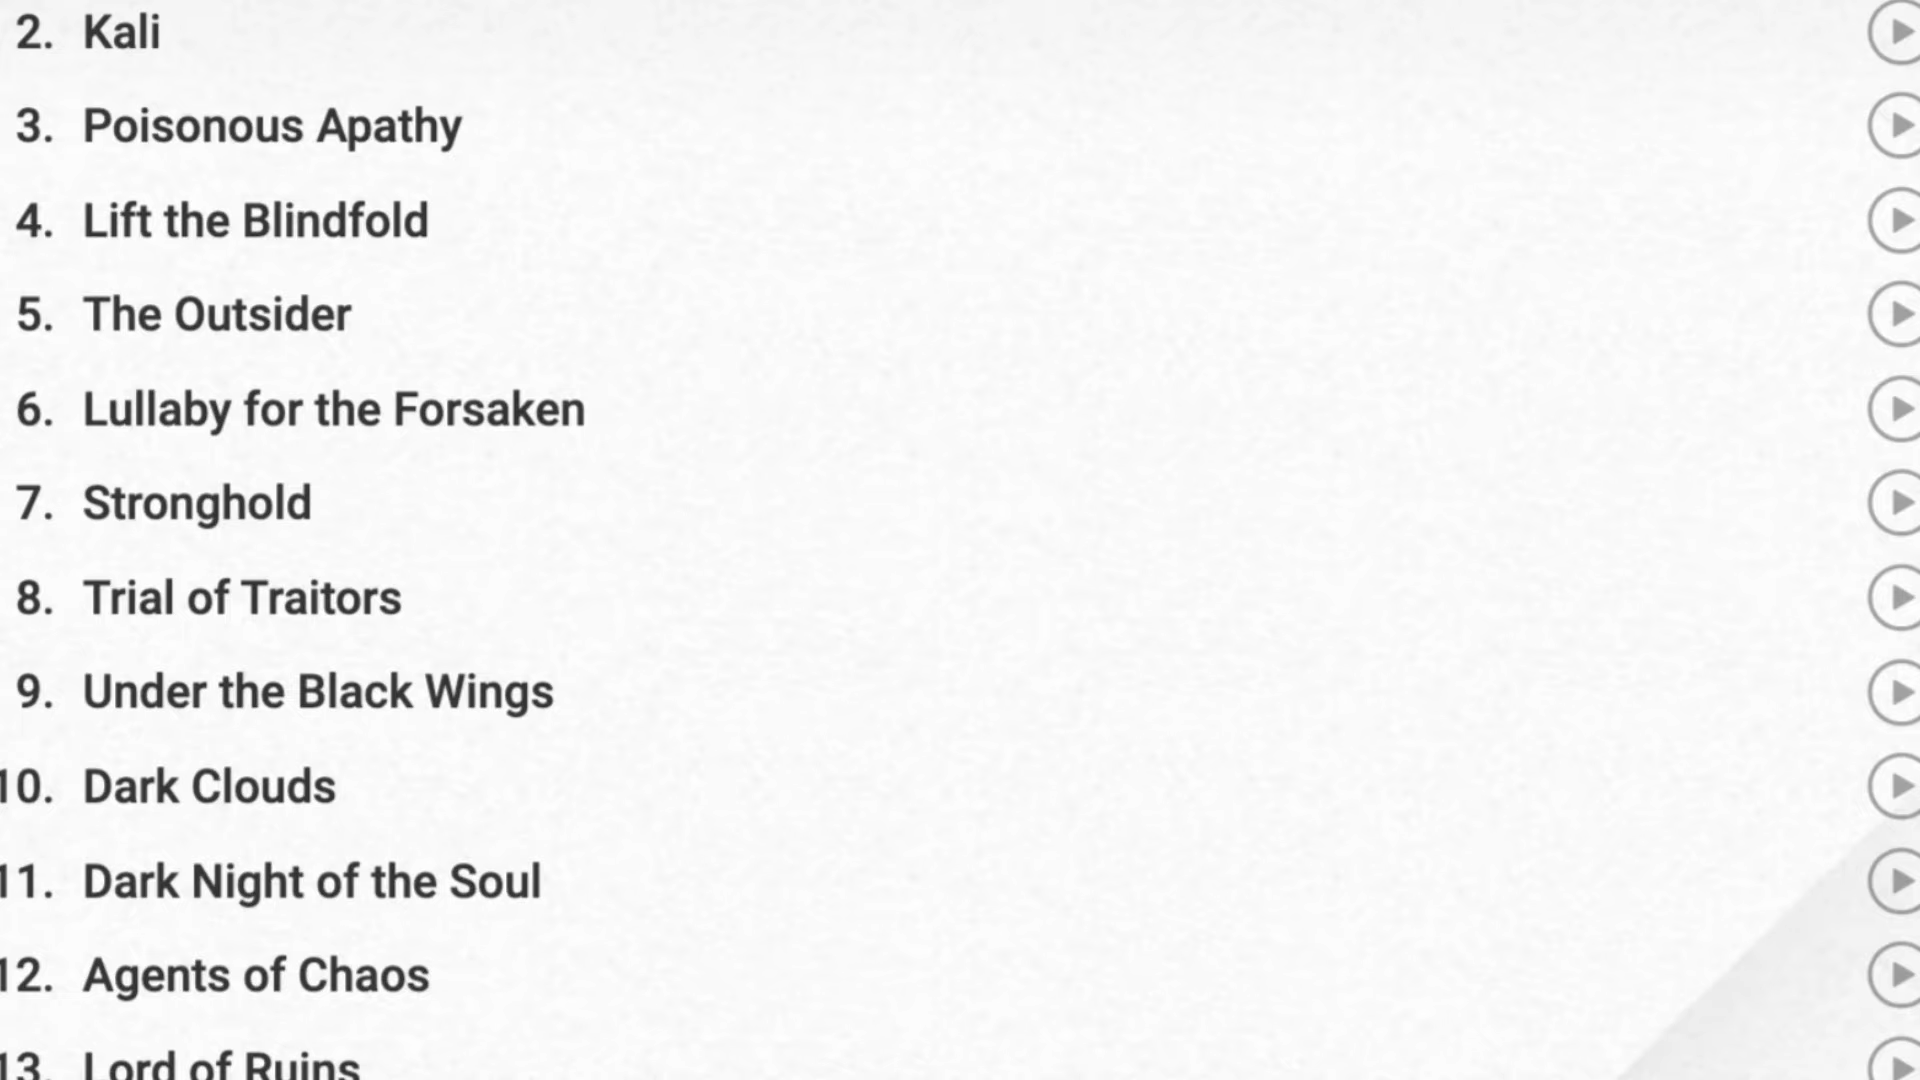 2. Kali
3. Poisonous Apathy
4. Lift the Blindfold
5. The Outsider
6. Lullaby for the Forsaken
7. Stronghold
8. Trial of Traitors
9. Under the Black Wings
10. Dark Clouds
11. Dark Night of the Soul
12. Agents of Chaos
13. Lord of Ruins